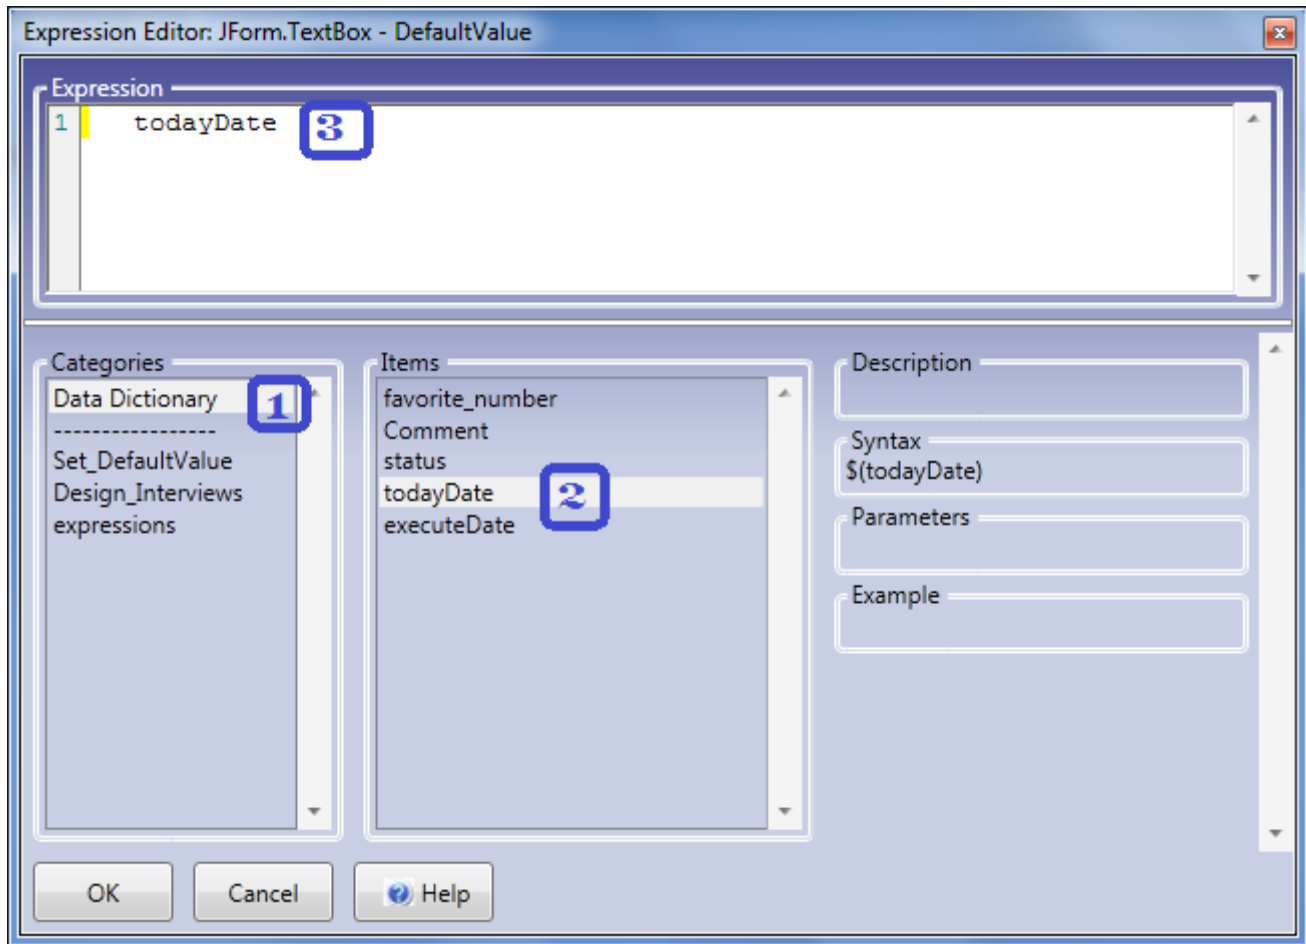 Expression Editor: JForm.TextBox - DefaultValue
Expression
1 todayDate 3
Categories
Data Dictionary 1
-----------------
Set_DefaultValue
Design_Interviews
expressions
Items
favorite_number
Comment
status
todayDate 2
executeDate
Description
Syntax
$(todayDate)
Parameters
Example
OK
Cancel
Help